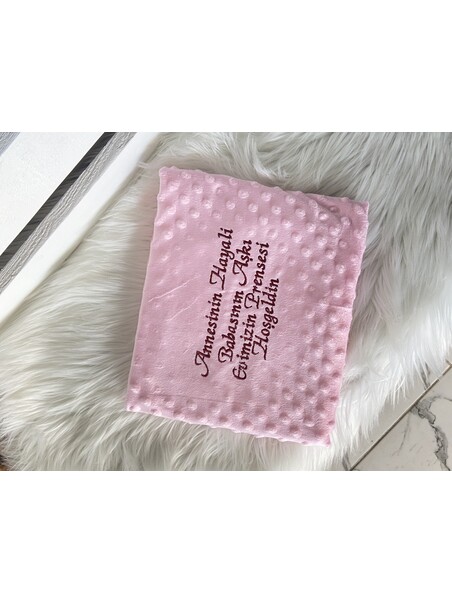 Annesinin Hayali
Babasının Aşkı
Evimizin Prensesi
Hoşgeldin